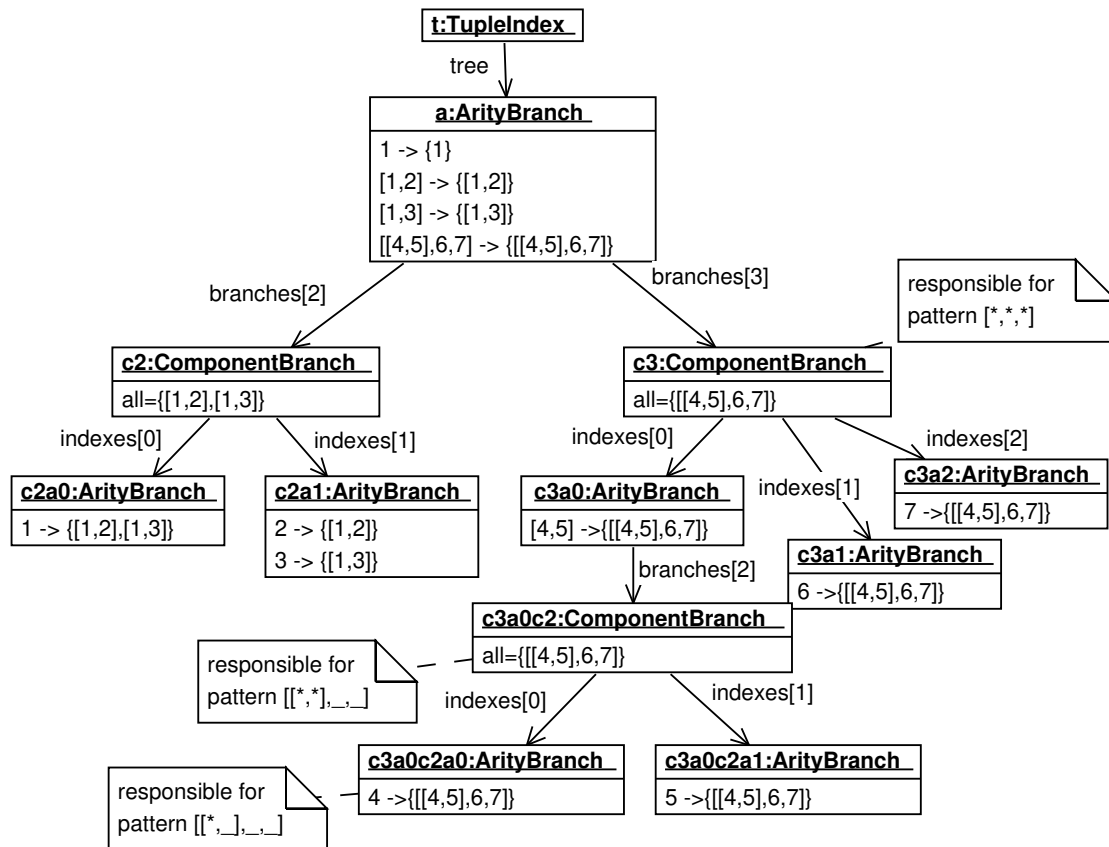 t:TupleIndex
tree
a:ArityBranch
1 -> {1}
[1,2] -> {[1,2]}
[1,3] -> {[1,3]}
[[4,5],6,7] -> {[[4,5],6,7]}
branches[2]
branches[3]
responsible for
pattern [*,*,*]
c2:ComponentBranch
all={[1,2],[1,3]}
c3:ComponentBranch
all={[[4,5],6,7]}
indexes[0]
indexes[1]
indexes[0]
indexes[1]
indexes[2]
c2a0:ArityBranch
1 -> {[1,2],[1,3]}
c2a1:ArityBranch
2 -> {[1,2]}
3 -> {[1,3]}
c3a0:ArityBranch
[4,5] ->{[[4,5],6,7]}
c3a2:ArityBranch
7 ->{[[4,5],6,7]}
c3a1:ArityBranch
6 ->{[[4,5],6,7]}
branches[2]
c3a0c2:ComponentBranch
all={[[4,5],6,7]}
responsible for
pattern [[*,*],_,_]
indexes[0]
indexes[1]
c3a0c2a0:ArityBranch
4 ->{[[4,5],6,7]}
c3a0c2a1:ArityBranch
5 ->{[[4,5],6,7]}
responsible for
pattern [[*,_],_,_]